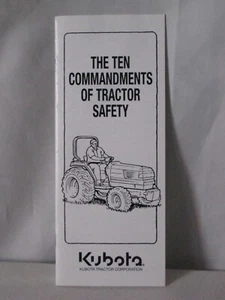 THE TEN
COMMANDMENTS
OF TRACTOR
SAFETY
Kubota
KUBOTA TRACTOR CORPORATION